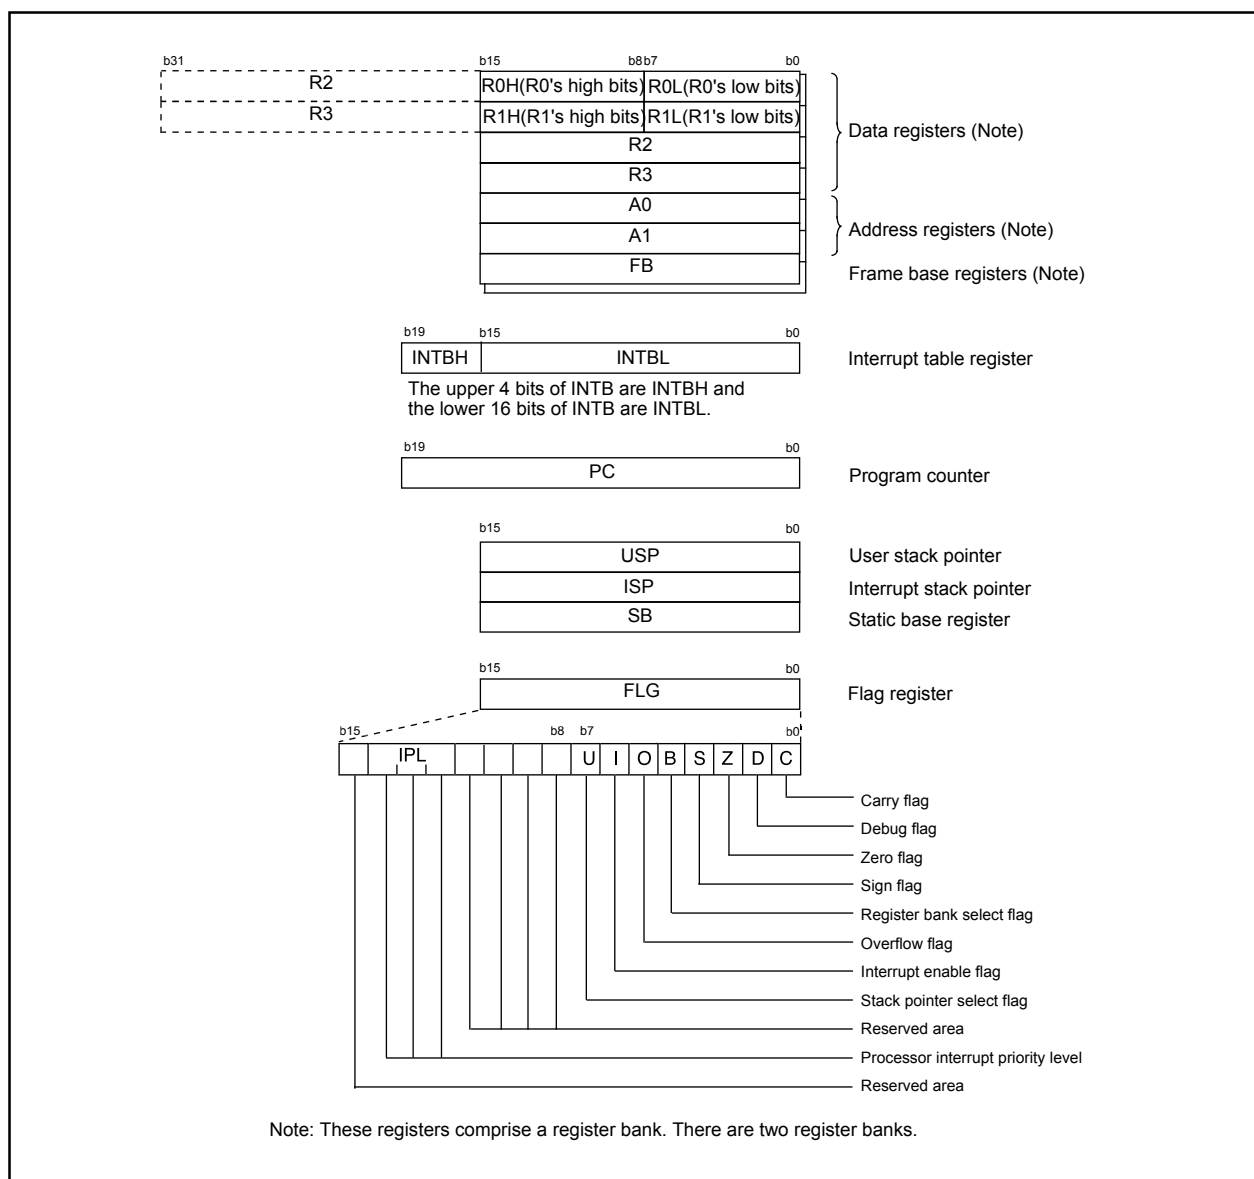 b31 b15 b8b7 b0
R2 R0H(R0's high bits) R0L(R0's low bits)
R3 R1H(R1's high bits) R1L(R1's low bits)
Data registers (Note)
R2
R3
A0
Address registers (Note)
A1
FB
Frame base registers (Note)
b19 b15 b0
INTBH INTBL Interrupt table register
The upper 4 bits of INTB are INTBH and
the lower 16 bits of INTB are INTBL.
b19 b0
PC Program counter
b15 b0
USP User stack pointer
ISP Interrupt stack pointer
SB Static base register
b15 b0
FLG Flag register
b15 b8 b7 b0
IPL U I O B S Z D C
Carry flag
Debug flag
Zero flag
Sign flag
Register bank select flag
Overflow flag
Interrupt enable flag
Stack pointer select flag
Reserved area
Processor interrupt priority level
Reserved area
Note: These registers comprise a register bank. There are two register banks.